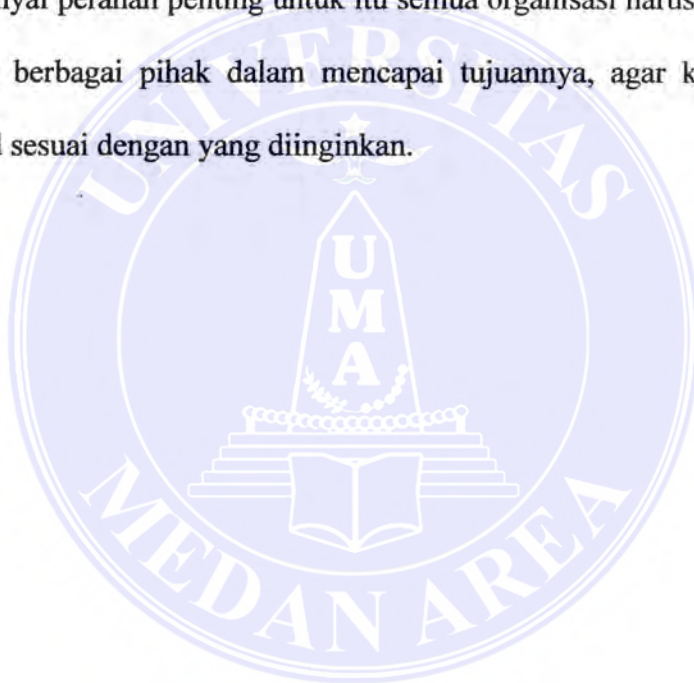 nyai peranan penting untuk itu semua organisasi harus
berbagai pihak dalam mencapai tujuannya, agar k
sesuai dengan yang diinginkan.
UNIVERSITAS
U
M
A
MEDAN AREA